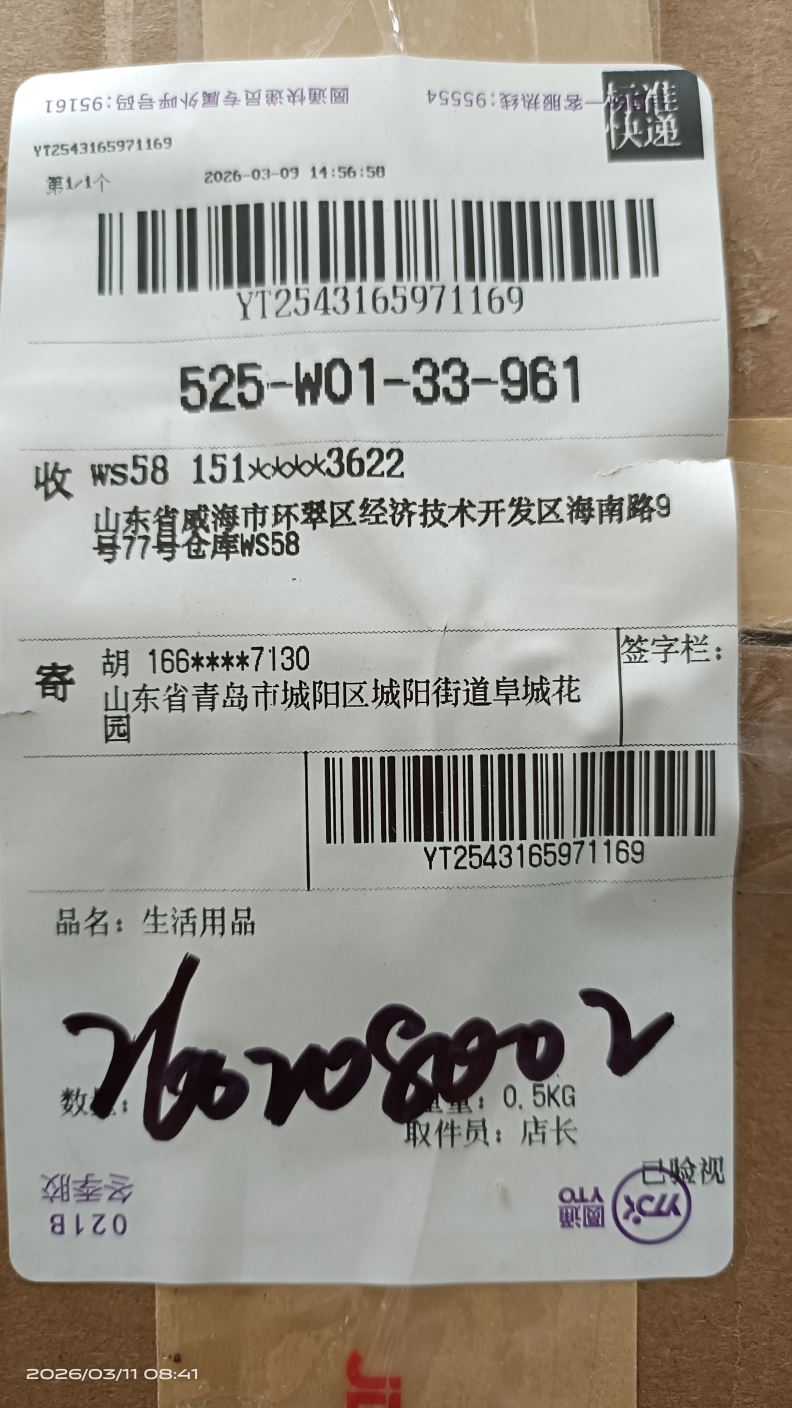 圆通快递员专属外呼号码:95161
客服热线:95554
标准
快递
YT2543165971169
第1/1个 2026-03-09 14:56:58
YT2543165971169
525-W01-33-961
收 ws58 151****3622
山东省威海市环翠区经济技术开发区海南路9
号77号仓库WS58
寄 胡 166****7130
山东省青岛市城阳区城阳街道阜城花
园
签字栏:
YT2543165971169
品名: 生活用品
重量: 0.5KG
取件员: 店长
已验视
圆通
YTO
冬季胶
021B
2026/03/11 08:41